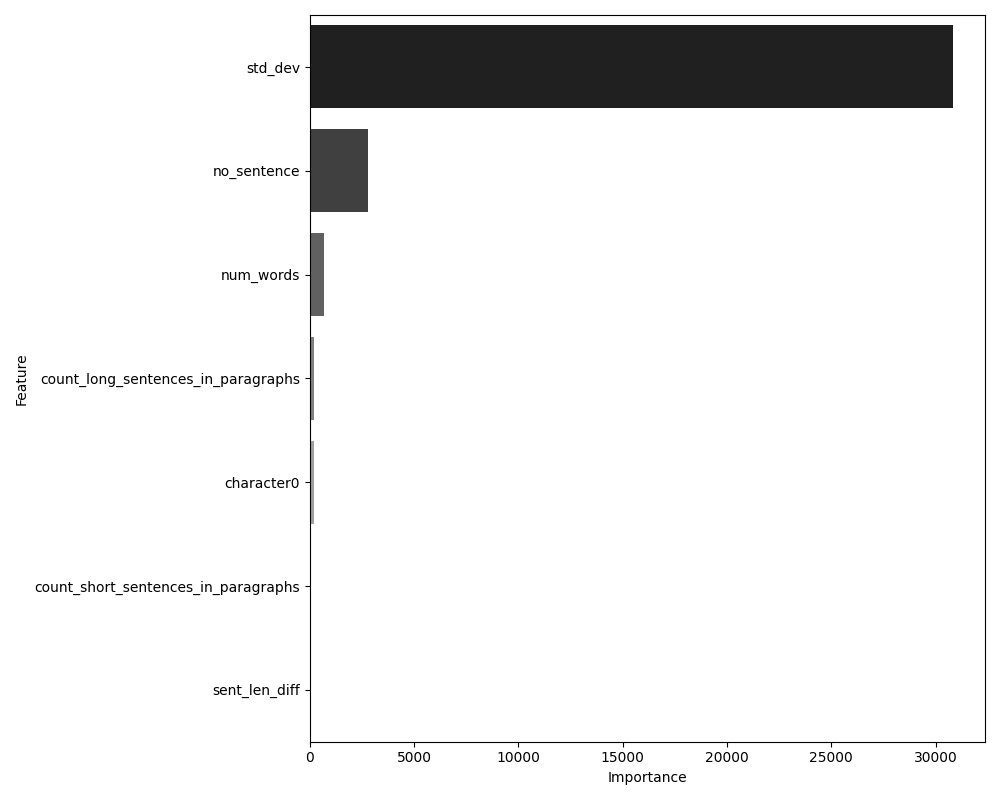 std_dev
no_sentence
num_words
count_long_sentences_in_paragraphs
character0
count_short_sentences_in_paragraphs
sent_len_diff
Feature
0 5000 10000 15000 20000 25000 30000
Importance